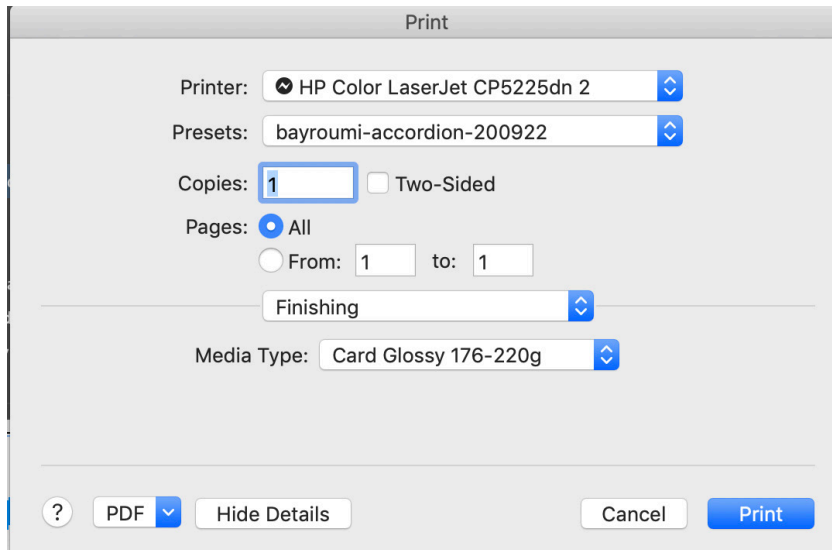 Print
Printer: HP Color LaserJet CP5225dn 2
Presets: bayroumi-accordion-200922
Copies: 1 Two-Sided
Pages: All
From: 1 to: 1
Finishing
Media Type: Card Glossy 176-220g
? PDF Hide Details Cancel Print